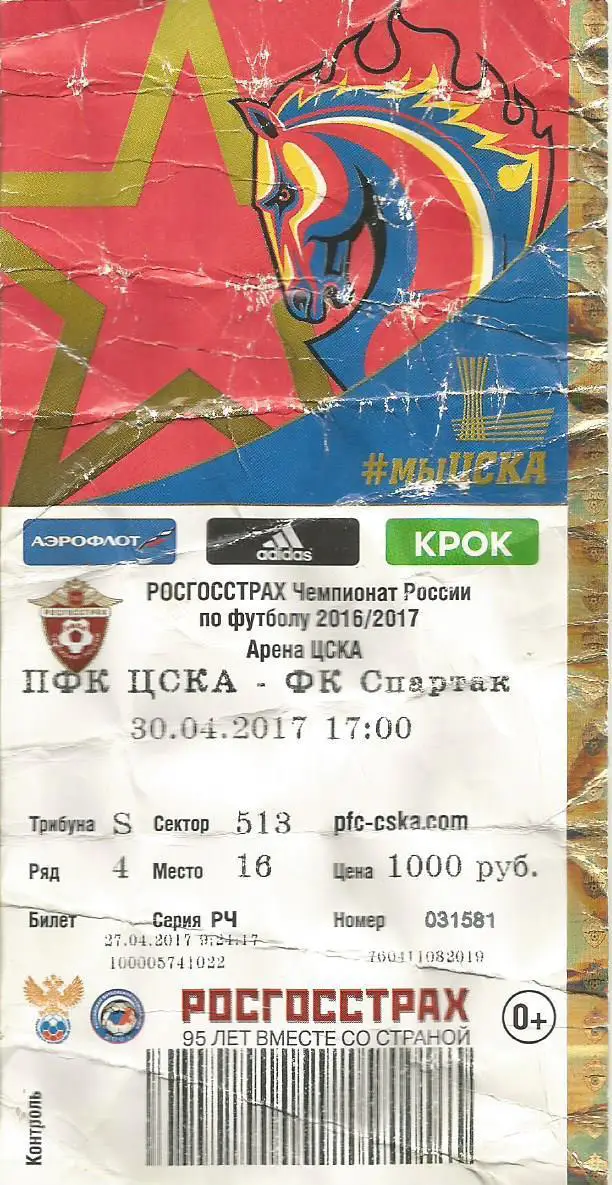 #мыЦСКА
АЭРОФЛОТ adidas КРОК
РОСГОССТРАХ Чемпионат России
по футболу 2016/2017
РОСГОССТРАХ
Арена ЦСКА
ПФК ЦСКА - ФК Спартак
30.04.2017 17:00
Трибуна S Сектор 513 pfc-cska.com
Ряд 4 Место 16 Цена 1000 руб.
Билет Сария РЧ Номер 031581
27.04.2017 9:24:17
100005741022 760411082019
РОСГОССТРАХ
95 ЛЕТ ВМЕСТЕ СО СТРАНОЙ
0+
Контроль